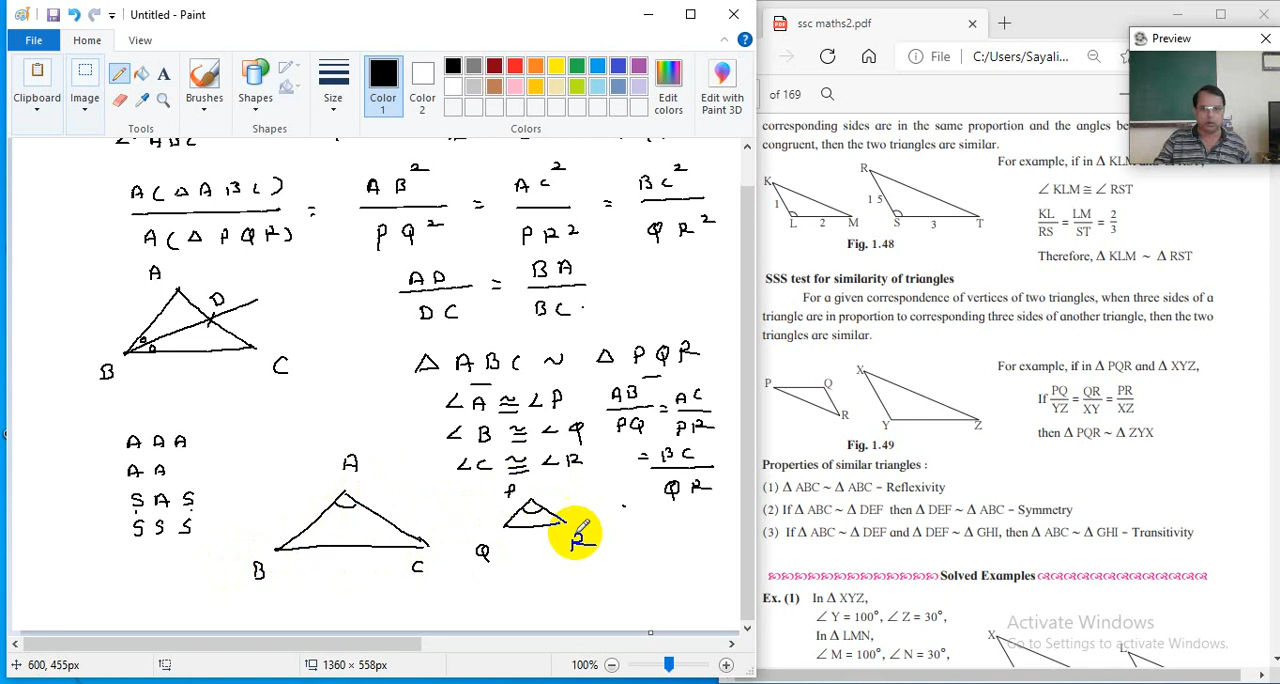 Untitled - Paint
File
Home
View
Clipboard
Image
Tools
Brushes
Shapes
Shapes
Size
Color 1
Color 2
Edit colors
Edit with Paint 3D
Colors
∠ ABC
A(△ABC) / A(△PQR) = AB² / PQ² = AC² / PR² = BC² / QR²
AD / DC = BA / BC.
A
D
B
C
△ ABC ~ △ PQR
∠A ≅ ∠P
∠B ≅ ∠Q
∠C ≅ ∠R
AB / PQ = AC / PR
= BC / QR
A A A
A A
S A S
S S S
A
B
C
P
Q
R
600, 455px
1360 × 558px
100%
ssc maths2.pdf
File
C:/Users/Sayali...
of 169
Preview
corresponding sides are in the same proportion and the angles be
congruent, then the two triangles are similar.
For example, if in Δ KLM
∠ KLM ≅ ∠ RST
KL/RS = LM/ST = 2/3
Therefore, Δ KLM ~ Δ RST
K
1
L
2
M
R
1 5
S
3
T
Fig. 1.48
SSS test for similarity of triangles
For a given correspondence of vertices of two triangles, when three sides of a
triangle are in proportion to corresponding three sides of another triangle, then the two
triangles are similar.
For example, if in Δ PQR and Δ XYZ,
If PQ/YZ = QR/XY = PR/XZ
then Δ PQR ~ Δ ZYX
P
Q
R
X
Y
Z
Fig. 1.49
Properties of similar triangles :
(1) Δ ABC ~ Δ ABC - Reflexivity
(2) If Δ ABC ~ Δ DEF then Δ DEF ~ Δ ABC - Symmetry
(3) If Δ ABC ~ Δ DEF and Δ DEF ~ Δ GHI, then Δ ABC ~ Δ GHI - Transitivity
Solved Examples
Ex. (1) In Δ XYZ,
∠ Y = 100°, ∠ Z = 30°,
In Δ LMN,
∠ M = 100°, ∠ N = 30°,
X
L
Activate Windows
Go to Settings to activate Windows.